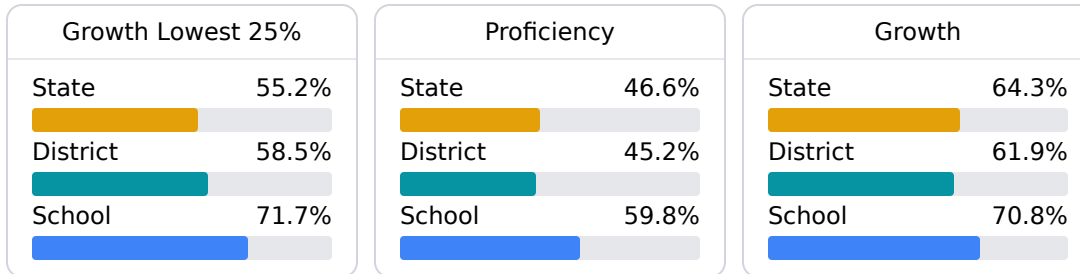 Growth Lowest 25%
State 55.2%
District 58.5%
School 71.7%
Proficiency
State 46.6%
District 45.2%
School 59.8%
Growth
State 64.3%
District 61.9%
School 70.8%